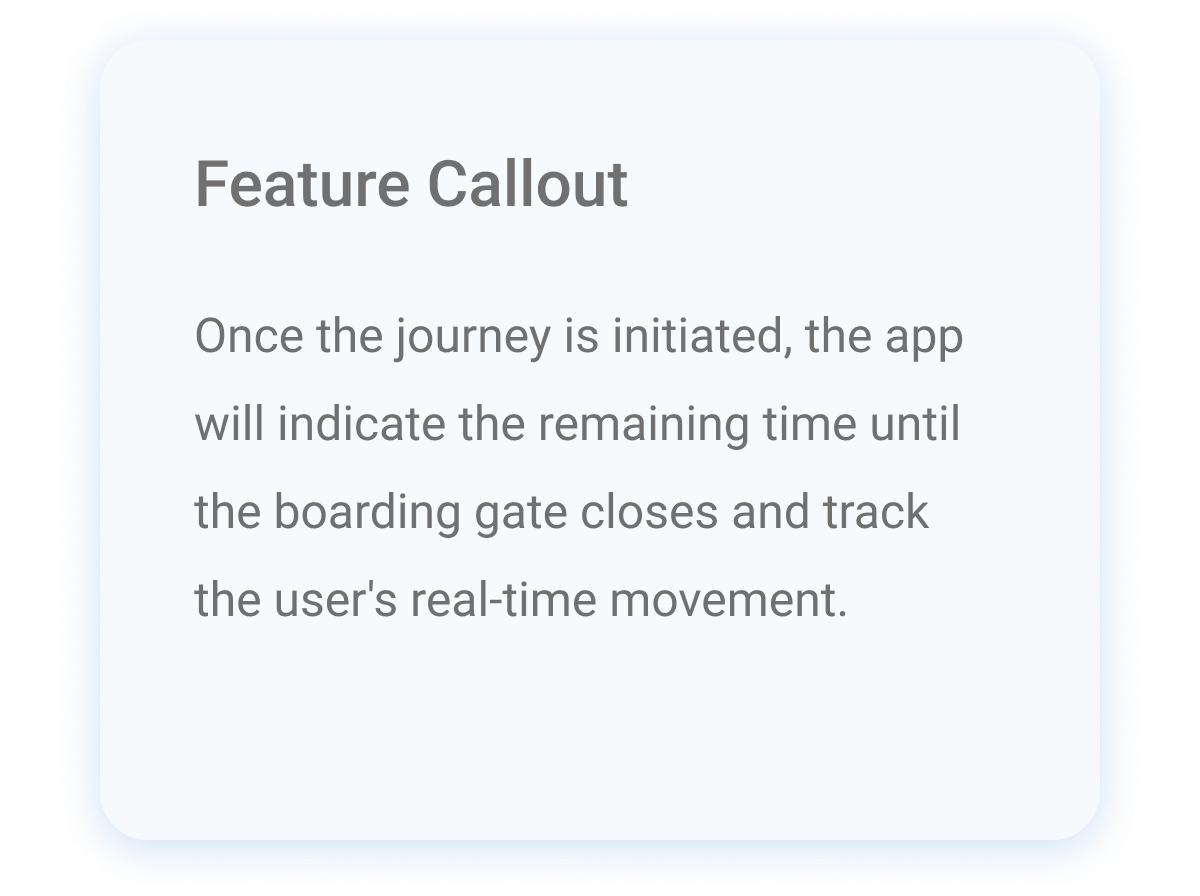 Feature Callout
Once the journey is initiated, the app
will indicate the remaining time until
the boarding gate closes and track
the user's real-time movement.